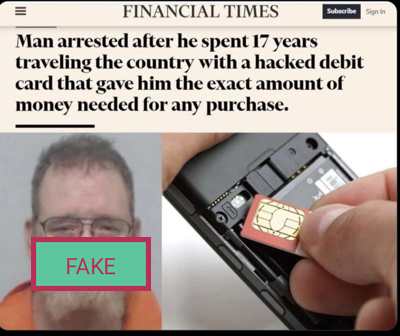 FINANCIAL TIMES
Subscribe
Sign In
Man arrested after he spent 17 years
traveling the country with a hacked debit
card that gave him the exact amount of
money needed for any purchase.
FAKE